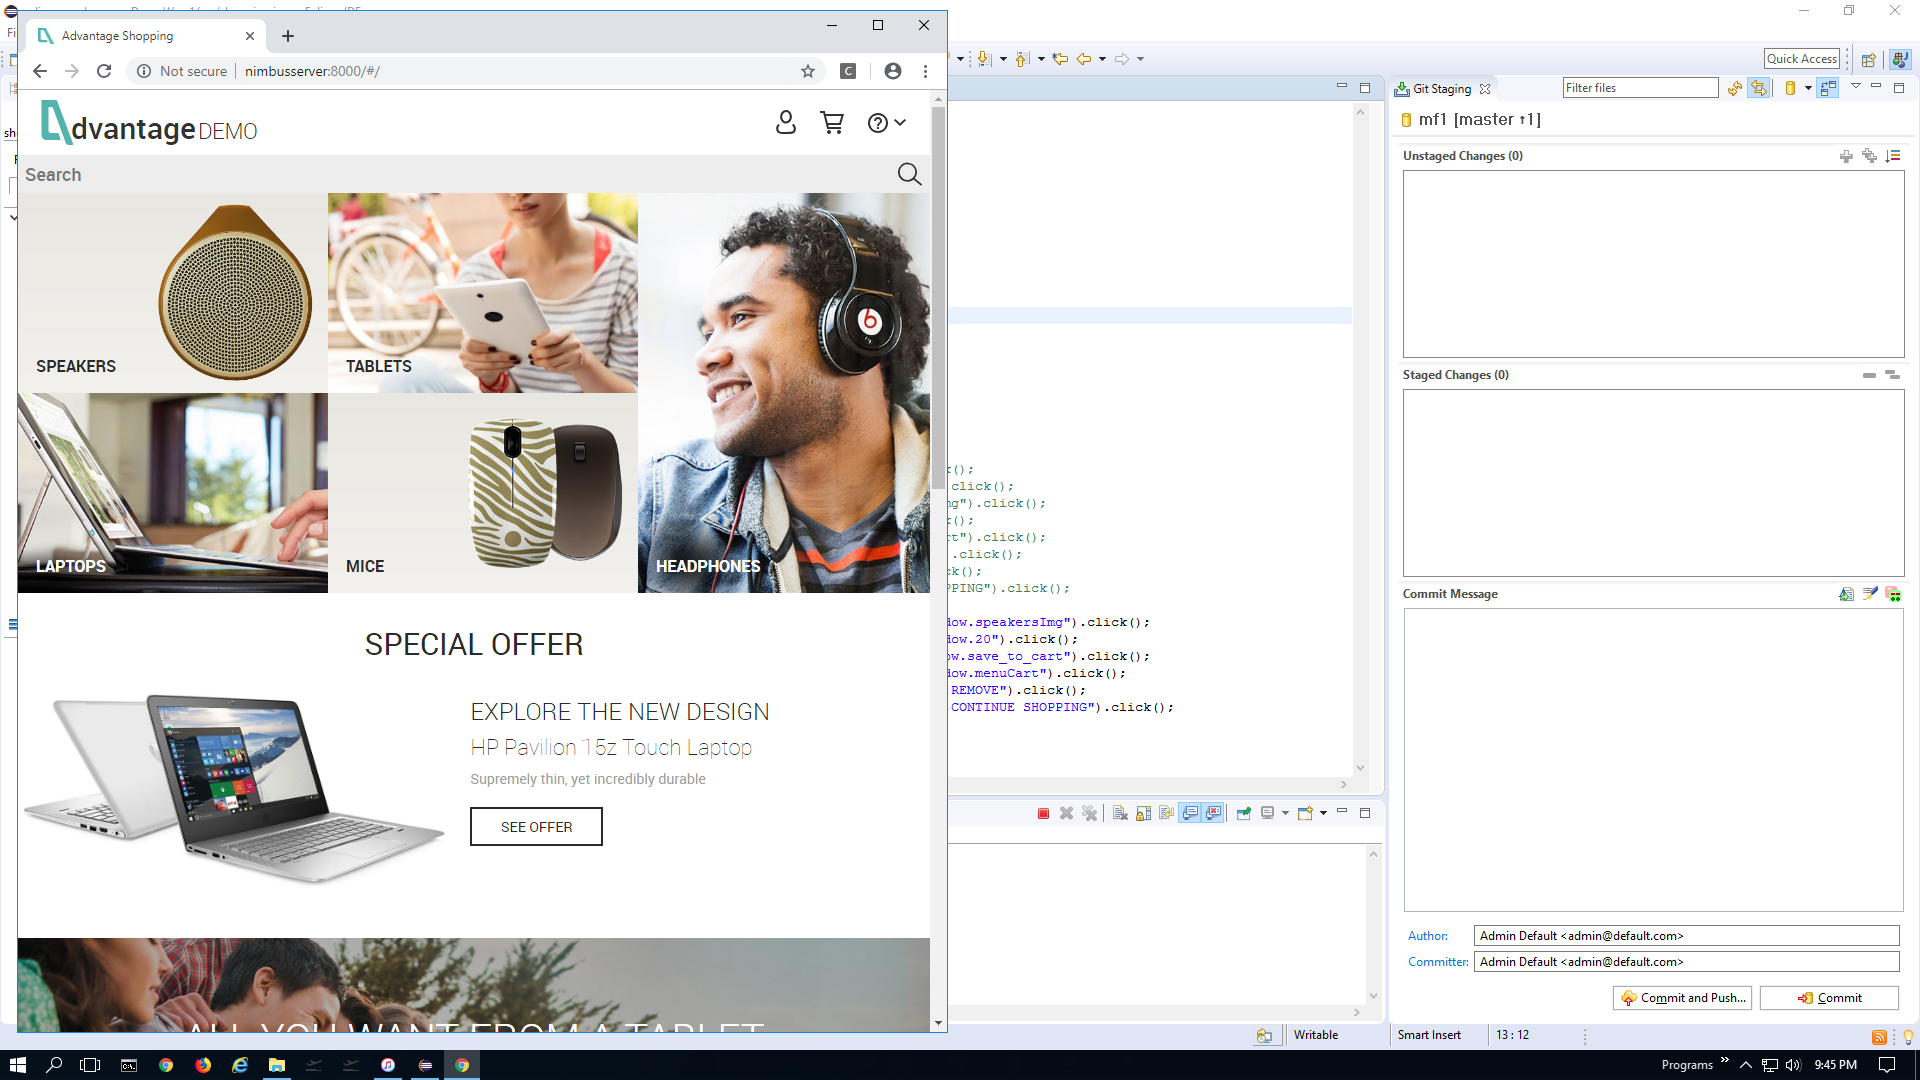 Advantage Shopping
Not secure
nimbusserver:8000/#/
C
dvantage DEMO
Search
SPEAKERS
TABLETS
LAPTOPS
MICE
HEADPHONES
SPECIAL OFFER
EXPLORE THE NEW DESIGN
HP Pavilion 15z Touch Laptop
Supremely thin, yet incredibly durable
SEE OFFER
ALL YOU WANT FROM A TABLET
();
click();
").click();
();
").click();
.click();
();
PPING").click();
ow.speakersImg").click();
ow.20").click();
w.save_to_cart").click();
ow.menuCart").click();
REMOVE").click();
CONTINUE SHOPPING").click();
Writable
Smart Insert
13 : 12
Quick Access
Git Staging
Filter files
mf1 [master ↑1]
Unstaged Changes (0)
Staged Changes (0)
Commit Message
Author:
Admin Default <admin@default.com>
Committer:
Admin Default <admin@default.com>
Commit and Push...
Commit
Programs
9:45 PM